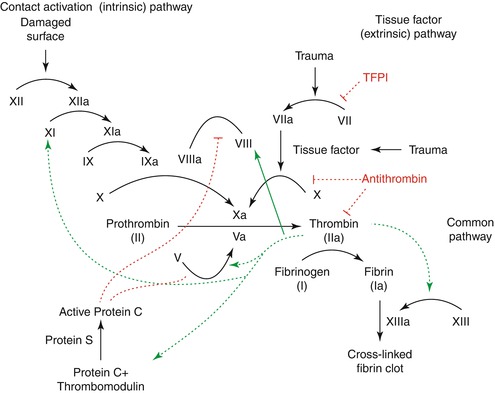 Contact activation (intrinsic) pathway
Damaged
surface
Tissue factor
(extrinsic) pathway
Trauma
TFPI
XII
XIIa
VIIa
VII
XI
XIa
VIIIa
VIII
Tissue factor
Trauma
IX
IXa
X
X
Antithrombin
Xa
Prothrombin
(II)
Va
Thrombin
(IIa)
Common
pathway
V
Fibrinogen
(I)
Fibrin
(Ia)
Active Protein C
XIIIa
XIII
Protein S
Cross-linked
fibrin clot
Protein C+
Thrombomodulin